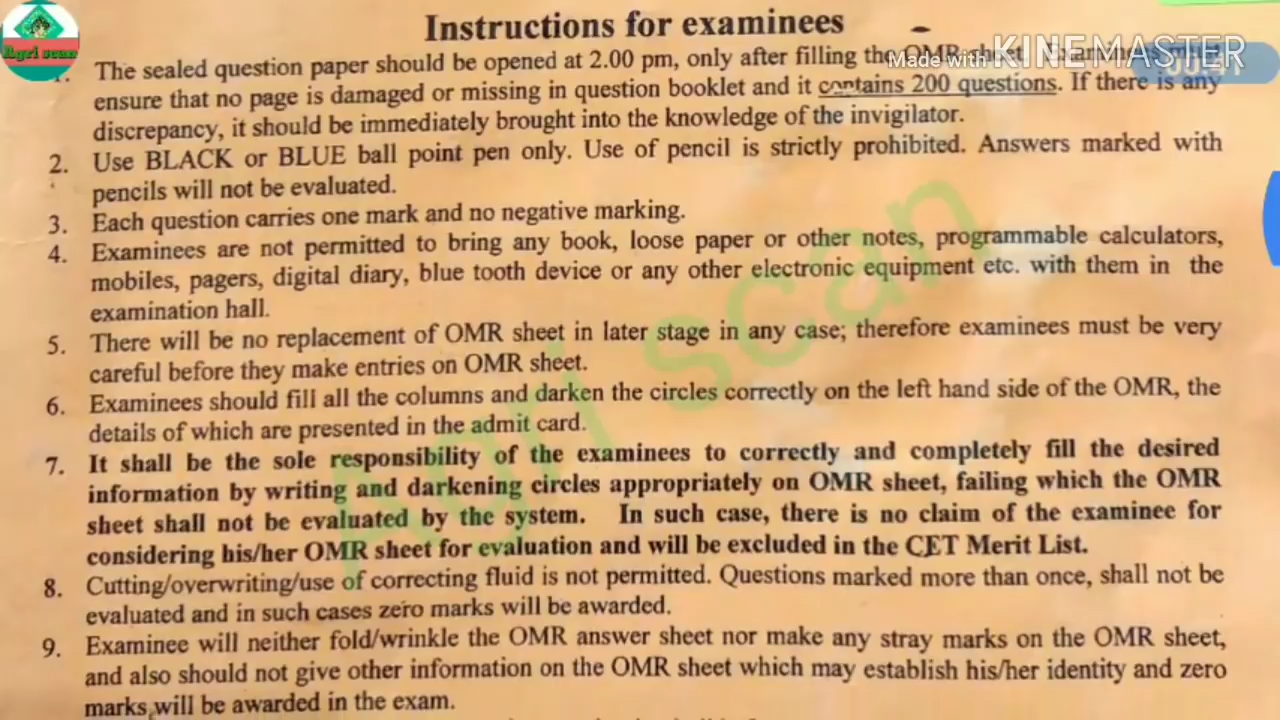 Instructions for examinees
Agri scan
Made with KINEMASTER
1. The sealed question paper should be opened at 2.00 pm, only after filling the OMR sheet. Examinees must
ensure that no page is damaged or missing in question booklet and it contains 200 questions. If there is any
discrepancy, it should be immediately brought into the knowledge of the invigilator.
2. Use BLACK or BLUE ball point pen only. Use of pencil is strictly prohibited. Answers marked with
pencils will not be evaluated.
3. Each question carries one mark and no negative marking.
4. Examinees are not permitted to bring any book, loose paper or other notes, programmable calculators,
mobiles, pagers, digital diary, blue tooth device or any other electronic equipment etc. with them in the
examination hall.
5. There will be no replacement of OMR sheet in later stage in any case; therefore examinees must be very
careful before they make entries on OMR sheet.
6. Examinees should fill all the columns and darken the circles correctly on the left hand side of the OMR, the
details of which are presented in the admit card.
7. It shall be the sole responsibility of the examinees to correctly and completely fill the desired
information by writing and darkening circles appropriately on OMR sheet, failing which the OMR
sheet shall not be evaluated by the system. In such case, there is no claim of the examinee for
considering his/her OMR sheet for evaluation and will be excluded in the CET Merit List.
8. Cutting/overwriting/use of correcting fluid is not permitted. Questions marked more than once, shall not be
evaluated and in such cases zero marks will be awarded.
9. Examinee will neither fold/wrinkle the OMR answer sheet nor make any stray marks on the OMR sheet,
and also should not give other information on the OMR sheet which may establish his/her identity and zero
marks will be awarded in the exam.
Agri scan